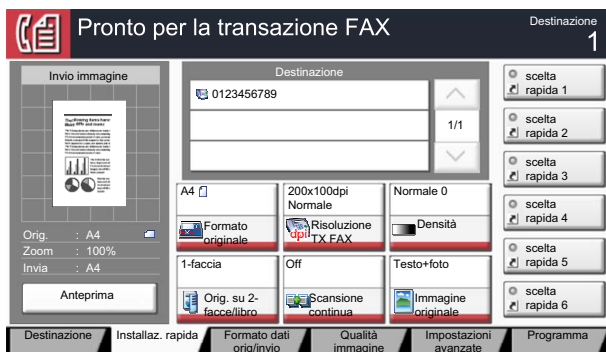 Pronto per la transazione FAX
Destinazione
1
Invio immagine
Orig. : A4
Zoom : 100%
Invia : A4
Anteprima
Destinazione
0123456789
1/1
A4
Formato
originale
200x100dpi
Normale
dpi
Risoluzione
TX FAX
Normale 0
Densità
1-faccia
Orig. su 2-
facce/libro
Off
Scansione
continua
Testo+foto
Immagine
originale
scelta
rapida 1
scelta
rapida 2
scelta
rapida 3
scelta
rapida 4
scelta
rapida 5
scelta
rapida 6
Destinazione
Installaz. rapida
Formato dati
orig/invio
Qualità
immagine
Impostazioni
avanzate
Programma